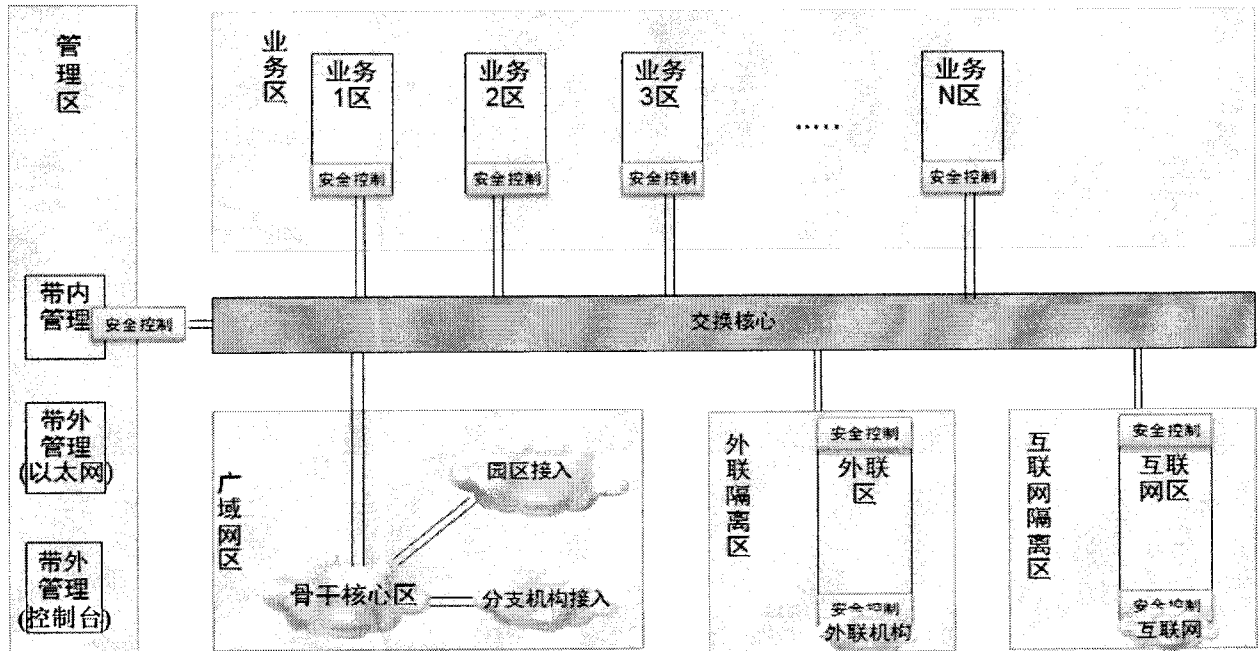 管
理
区
业
务
区
业务
1区
安全控制
业务
2区
安全控制
业务
3区
安全控制
.....
业务
N区
安全控制
带内
管理
安全控制
交换核心
带外
管理
(以太网)
带外
管理
(控制台)
广
域
网
区
园区接入
骨干核心区
分支机构接入
外
联
隔
离
区
安全控制
外联
区
安全控制
外联机构
互
联
网
隔
离
区
安全控制
互联
网区
安全控制
互联网